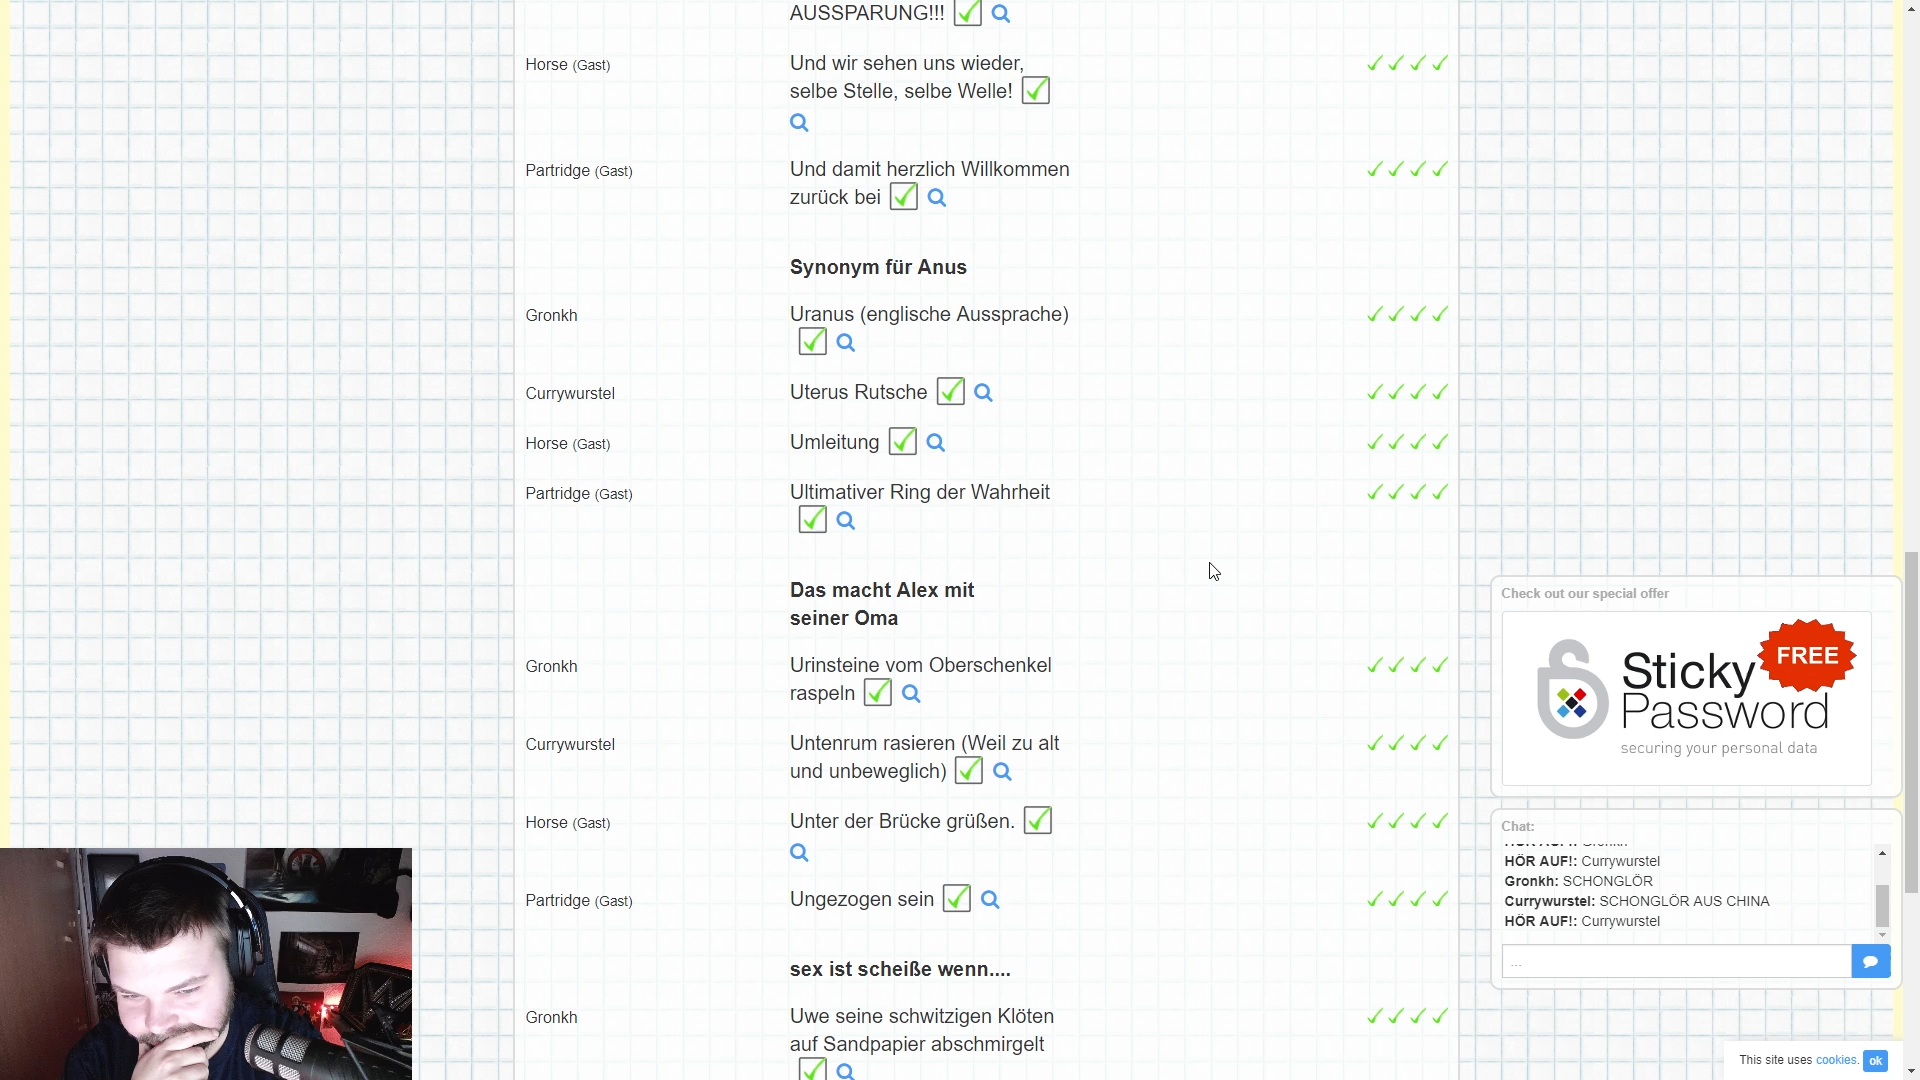 AUSSPARUNG!!!
Horse (Gast)
Und wir sehen uns wieder,
selbe Stelle, selbe Welle!
Partridge (Gast)
Und damit herzlich Willkommen
zurück bei
Synonym für Anus
Gronkh
Uranus (englische Aussprache)
Currywurstel
Uterus Rutsche
Horse (Gast)
Umleitung
Partridge (Gast)
Ultimativer Ring der Wahrheit
Das macht Alex mit
seiner Oma
Gronkh
Urinsteine vom Oberschenkel
raspeln
Currywurstel
Untenrum rasieren (Weil zu alt
und unbeweglich)
Horse (Gast)
Unter der Brücke grüßen.
Partridge (Gast)
Ungezogen sein
sex ist scheiße wenn....
Gronkh
Uwe seine schwitzigen Klöten
auf Sandpapier abschmirgelt
Check out our special offer
FREE
Sticky
Password
securing your personal data
Chat:
HÖR AUF!: Gronkh
HÖR AUF!: Currywurstel
Gronkh: SCHONGLÖR
Currywurstel: SCHONGLÖR AUS CHINA
HÖR AUF!: Currywurstel
...
This site uses cookies. ok